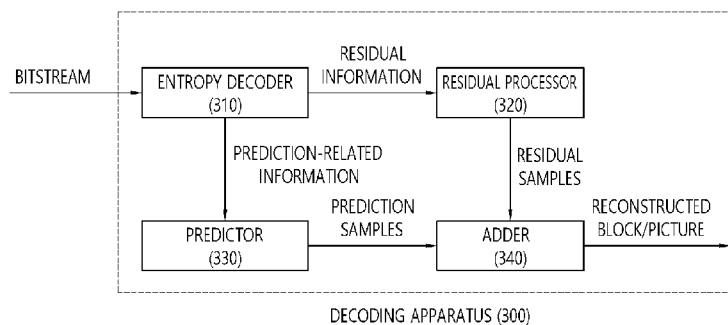 BITSTREAM
ENTROPY DECODER
(310)
RESIDUAL
INFORMATION
RESIDUAL PROCESSOR
(320)
PREDICTION-RELATED
INFORMATION
RESIDUAL
SAMPLES
PREDICTOR
(330)
PREDICTION
SAMPLES
ADDER
(340)
RECONSTRUCTED
BLOCK/PICTURE
DECODING APPARATUS (300)